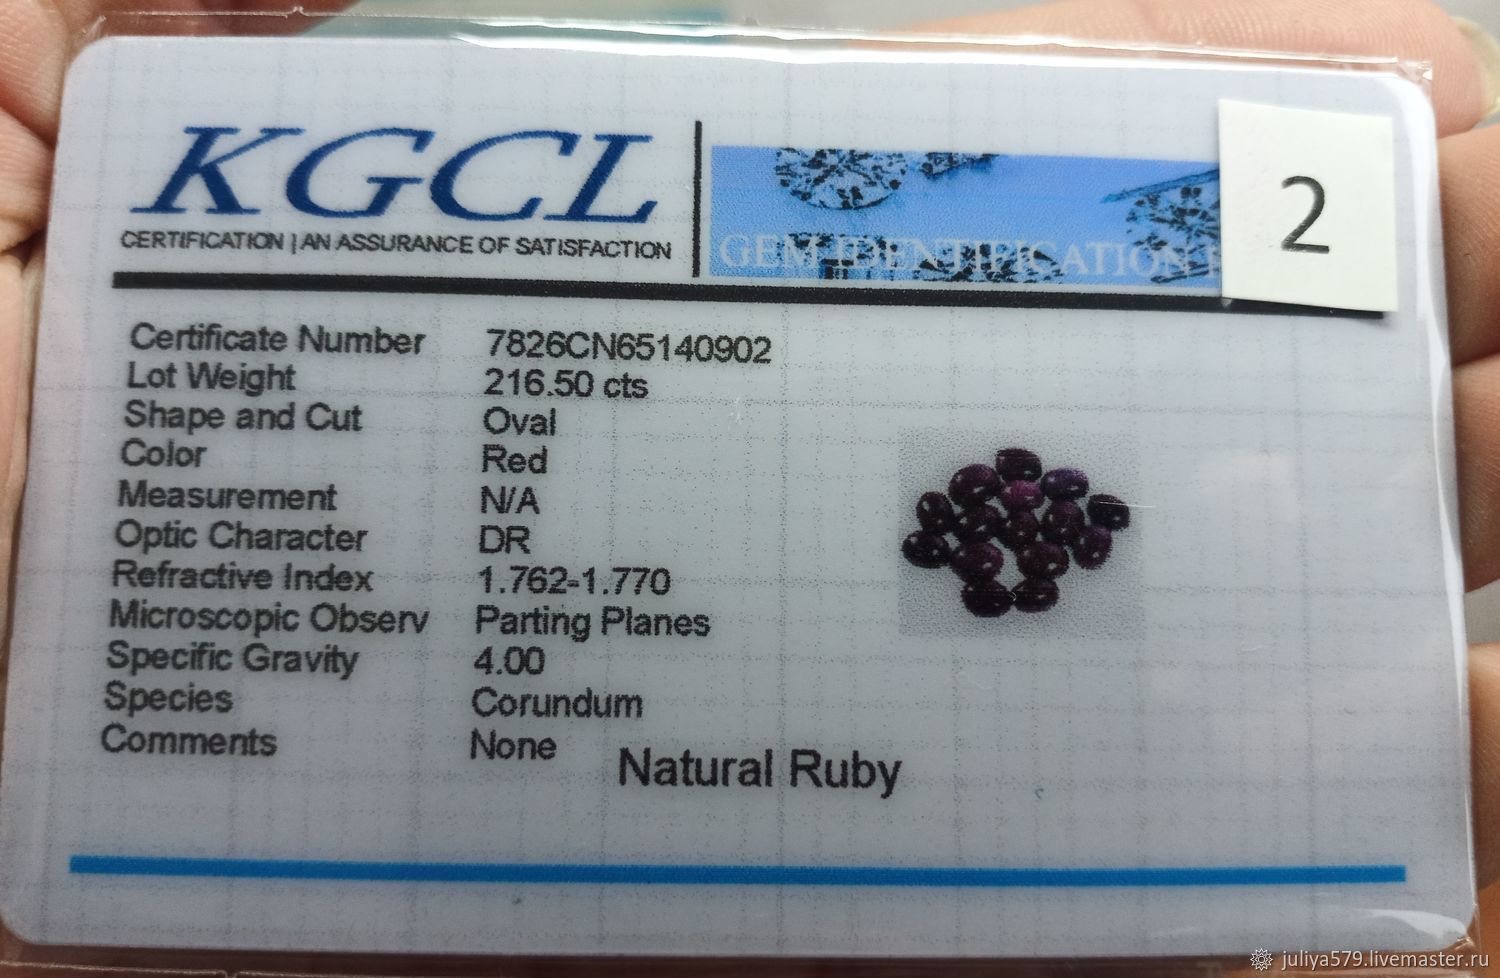 KGCL
CERTIFICATION | AN ASSURANCE OF SATISFACTION
GEM IDENTIFICATION
2
Certificate Number 7826CN65140902
Lot Weight 216.50 cts
Shape and Cut Oval
Color Red
Measurement N/A
Optic Character DR
Refractive Index 1.762-1.770
Microscopic Observ Parting Planes
Specific Gravity 4.00
Species Corundum
Comments None
Natural Ruby
juliya579.livemaster.ru